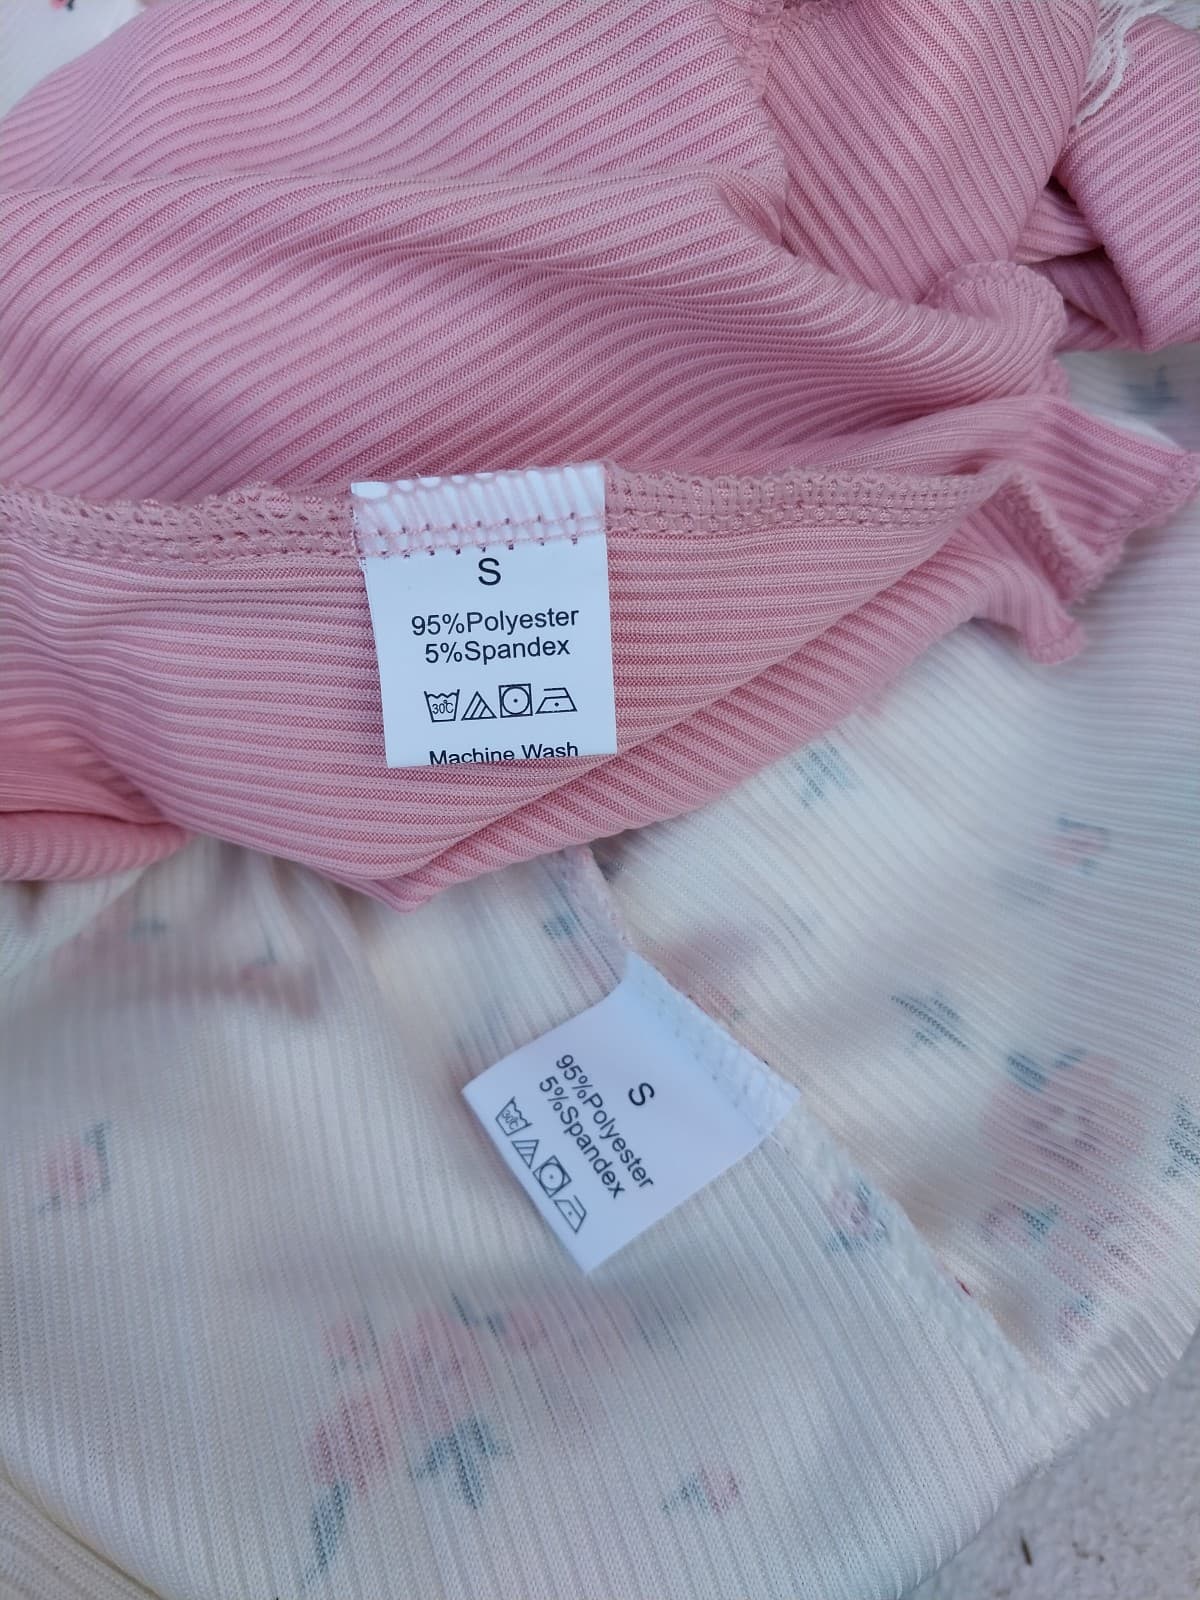 S
95%Polyester
5%Spandex
30℃
Machine Wash
S
95%Polyester
5%Spandex
30℃